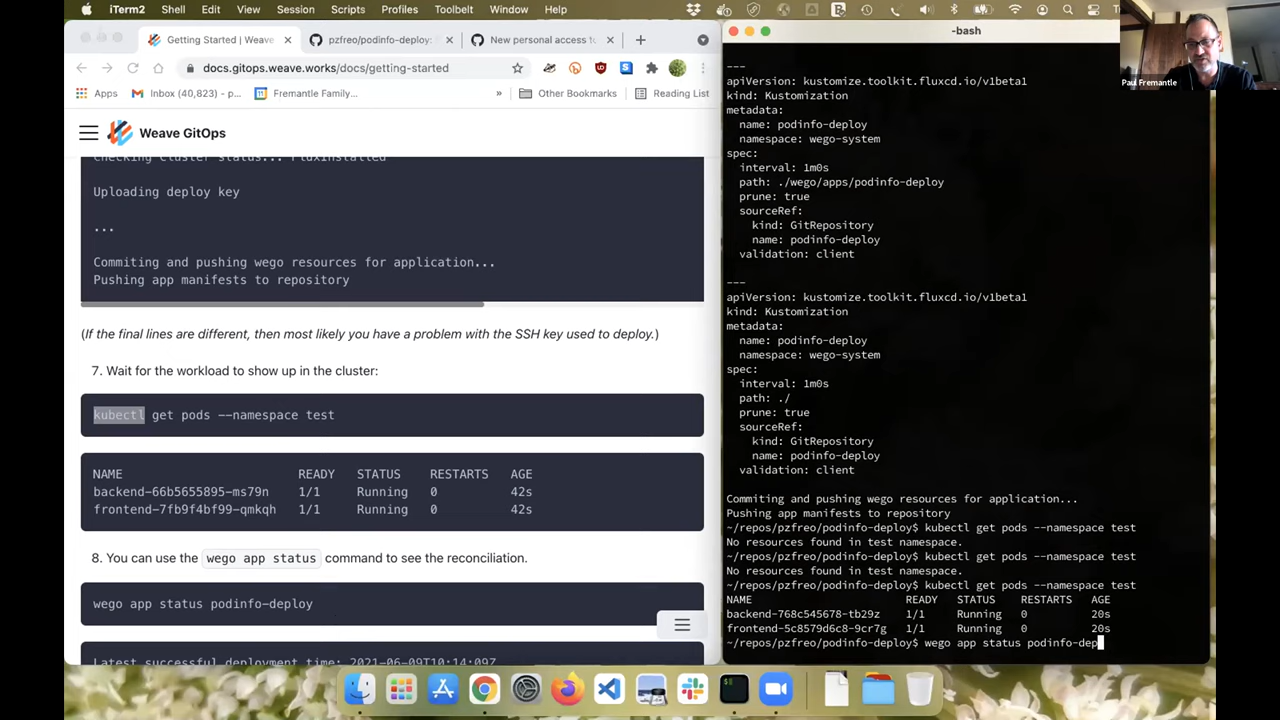 iTerm2 Shell Edit View Session Scripts Profiles Toolbelt Window Help
Getting Started | Weave
pzfreo/podinfo-deploy:
New personal access to
docs.gitops.weave.works/docs/getting-started
Apps
Inbox (40,823) - p...
Fremantle Family...
»
Other Bookmarks
Reading List
Weave GitOps
Checking cluster status... FluxInstalled
Uploading deploy key
...
Commiting and pushing wego resources for application...
Pushing app manifests to repository
(If the final lines are different, then most likely you have a problem with the SSH key used to deploy.)
7. Wait for the workload to show up in the cluster:
kubectl get pods --namespace test
NAME READY STATUS RESTARTS AGE
backend-66b5655895-ms79n 1/1 Running 0 42s
frontend-7fb9f4bf99-qmkqh 1/1 Running 0 42s
8. You can use the wego app status command to see the reconciliation.
wego app status podinfo-deploy
Latest successful deployment time: 2021-06-09T10:14:09Z
-bash
Paul Fremantle
---
apiVersion: kustomize.toolkit.fluxcd.io/v1beta1
kind: Kustomization
metadata:
name: podinfo-deploy
namespace: wego-system
spec:
interval: 1m0s
path: ./wego/apps/podinfo-deploy
prune: true
sourceRef:
kind: GitRepository
name: podinfo-deploy
validation: client
---
apiVersion: kustomize.toolkit.fluxcd.io/v1beta1
kind: Kustomization
metadata:
name: podinfo-deploy
namespace: wego-system
spec:
interval: 1m0s
path: ./
prune: true
sourceRef:
kind: GitRepository
name: podinfo-deploy
validation: client
Commiting and pushing wego resources for application...
Pushing app manifests to repository
~/repos/pzfreo/podinfo-deploy$ kubectl get pods --namespace test
No resources found in test namespace.
~/repos/pzfreo/podinfo-deploy$ kubectl get pods --namespace test
No resources found in test namespace.
~/repos/pzfreo/podinfo-deploy$ kubectl get pods --namespace test
NAME READY STATUS RESTARTS AGE
backend-768c545678-tb29z 1/1 Running 0 20s
frontend-5c8579d6c8-9cr7g 1/1 Running 0 20s
~/repos/pzfreo/podinfo-deploy$ wego app status podinfo-dep